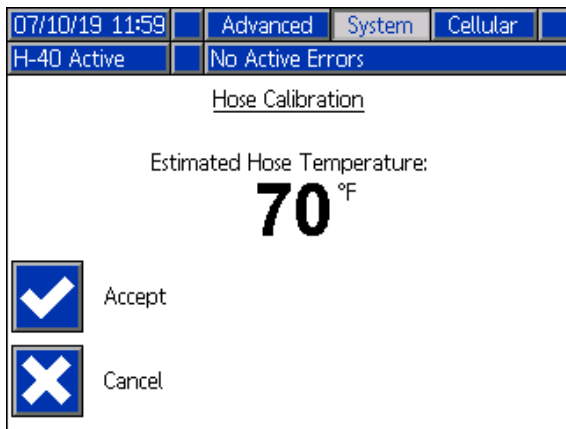 07/10/19 11:59 Advanced System Cellular
H-40 Active No Active Errors
Hose Calibration
Estimated Hose Temperature:
70 °F
Accept
Cancel